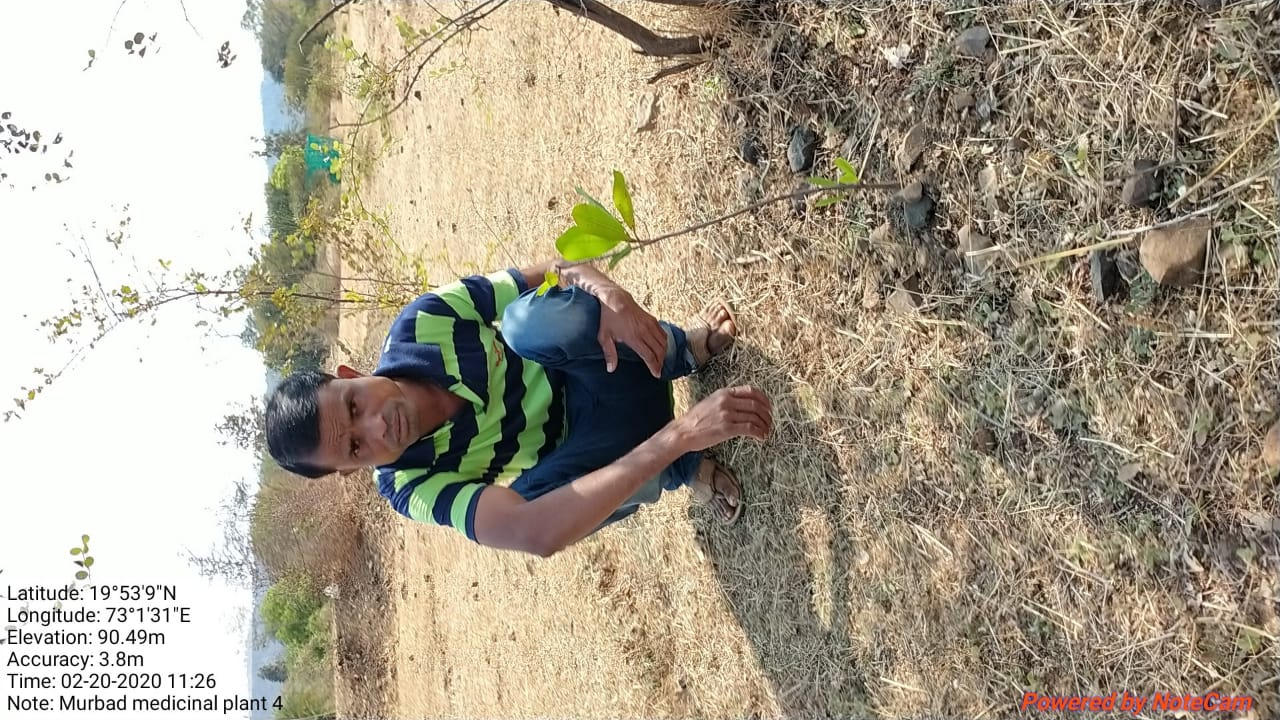 Latitude: 19°53'9"N
Longitude: 73°1'31"E
Elevation: 90.49m
Accuracy: 3.8m
Time: 02-20-2020 11:26
Note: Murbad medicinal plant 4
Powered by NoteCam